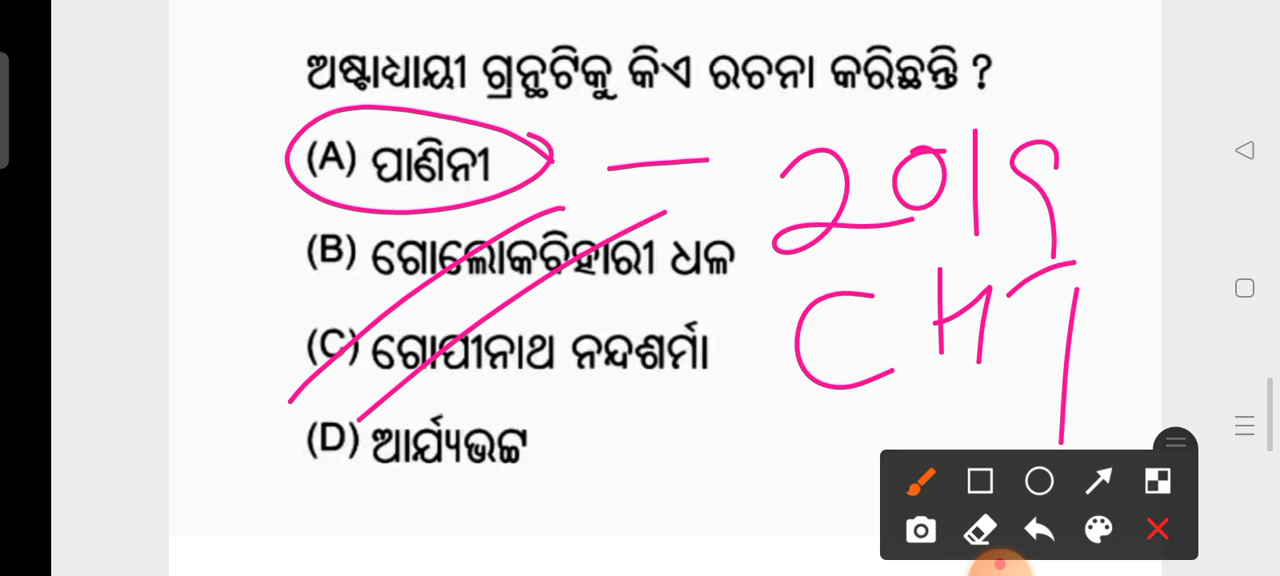 ଅଷ୍ଟାଧ୍ୟାୟୀ ଗ୍ରନ୍ଥଟିକୁ କିଏ ରଚନା କରିଛନ୍ତି ?
(A) ପାଣିନୀ — 2019
(B) ଗୋଲୋକବିହାରୀ ଧଳ
CHT
(C) ଗୋପୀନାଥ ନନ୍ଦଶର୍ମା
(D) ଆର୍ଯ୍ୟଭଟ୍ଟ